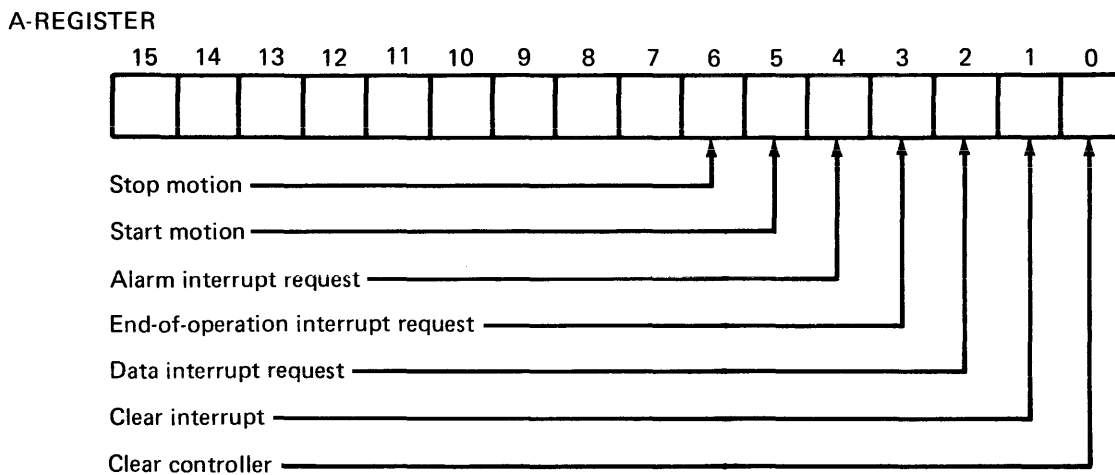 A-REGISTER
15 14 13 12 11 10 9 8 7 6 5 4 3 2 1 0
Stop motion
Start motion
Alarm interrupt request
End-of-operation interrupt request
Data interrupt request
Clear interrupt
Clear controller